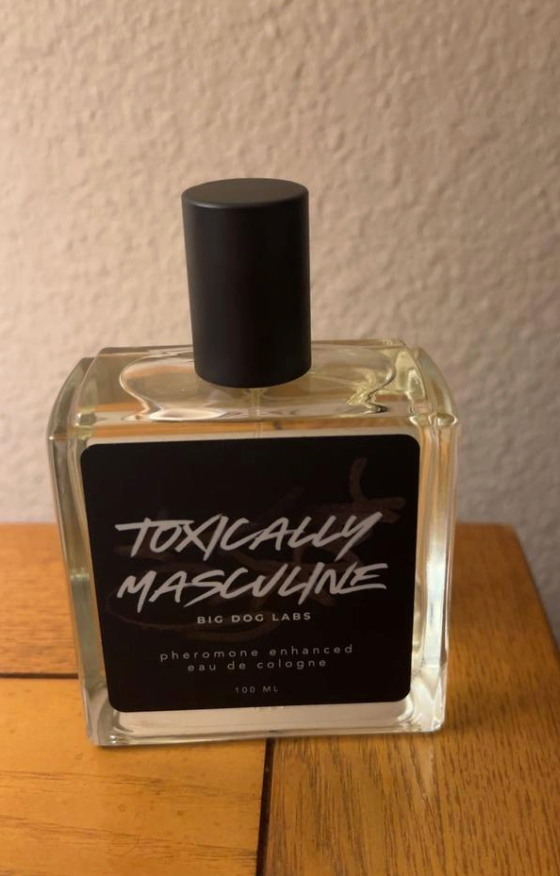 TOXICALLY
MASCULINE
BIG DOG LABS
pheromone enhanced
eau de cologne
100 ML